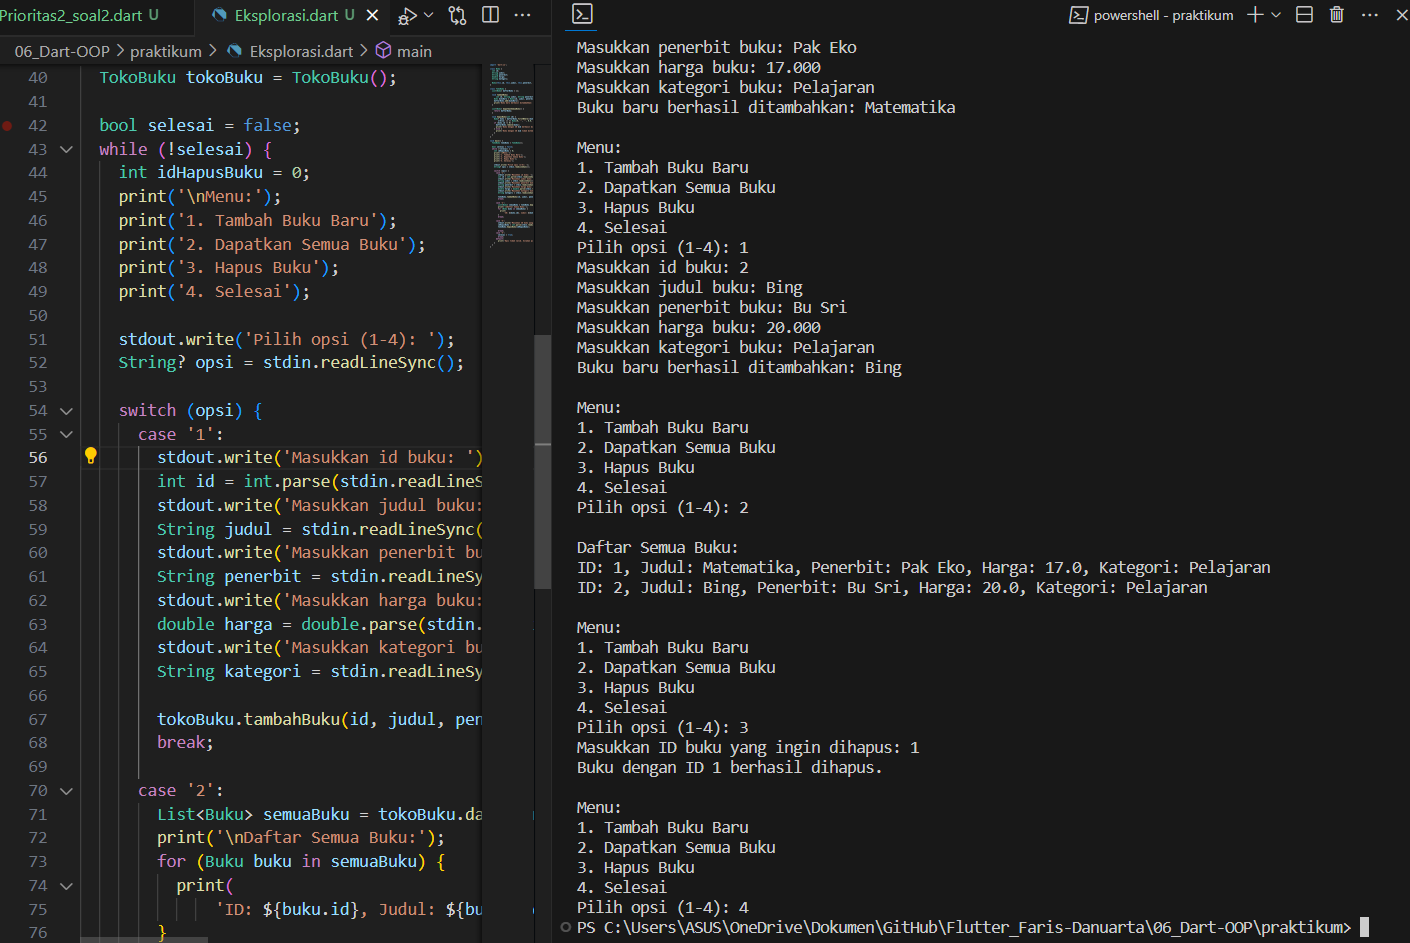 Prioritas2_soal2.dart U
Eksplorasi.dart U
06_Dart-OOP > praktikum > Eksplorasi.dart > main
40 TokoBuku tokoBuku = TokoBuku();
41
42 bool selesai = false;
43 while (!selesai) {
44 int idHapusBuku = 0;
45 print('\nMenu:');
46 print('1. Tambah Buku Baru');
47 print('2. Dapatkan Semua Buku');
48 print('3. Hapus Buku');
49 print('4. Selesai');
50
51 stdout.write('Pilih opsi (1-4): ');
52 String? opsi = stdin.readLineSync();
53
54 switch (opsi) {
55 case '1':
56 stdout.write('Masukkan id buku: ')
57 int id = int.parse(stdin.readLineS
58 stdout.write('Masukkan judul buku:
59 String judul = stdin.readLineSync(
60 stdout.write('Masukkan penerbit bu
61 String penerbit = stdin.readLineSy
62 stdout.write('Masukkan harga buku:
63 double harga = double.parse(stdin.
64 stdout.write('Masukkan kategori bu
65 String kategori = stdin.readLineSy
66
67 tokoBuku.tambahBuku(id, judul, pen
68 break;
69
70 case '2':
71 List<Buku> semuaBuku = tokoBuku.da
72 print('\nDaftar Semua Buku:');
73 for (Buku buku in semuaBuku) {
74 print(
75 'ID: ${buku.id}, Judul: ${bu
76 }
powershell - praktikum
Masukkan penerbit buku: Pak Eko
Masukkan harga buku: 17.000
Masukkan kategori buku: Pelajaran
Buku baru berhasil ditambahkan: Matematika
Menu:
1. Tambah Buku Baru
2. Dapatkan Semua Buku
3. Hapus Buku
4. Selesai
Pilih opsi (1-4): 1
Masukkan id buku: 2
Masukkan judul buku: Bing
Masukkan penerbit buku: Bu Sri
Masukkan harga buku: 20.000
Masukkan kategori buku: Pelajaran
Buku baru berhasil ditambahkan: Bing
Menu:
1. Tambah Buku Baru
2. Dapatkan Semua Buku
3. Hapus Buku
4. Selesai
Pilih opsi (1-4): 2
Daftar Semua Buku:
ID: 1, Judul: Matematika, Penerbit: Pak Eko, Harga: 17.0, Kategori: Pelajaran
ID: 2, Judul: Bing, Penerbit: Bu Sri, Harga: 20.0, Kategori: Pelajaran
Menu:
1. Tambah Buku Baru
2. Dapatkan Semua Buku
3. Hapus Buku
4. Selesai
Pilih opsi (1-4): 3
Masukkan ID buku yang ingin dihapus: 1
Buku dengan ID 1 berhasil dihapus.
Menu:
1. Tambah Buku Baru
2. Dapatkan Semua Buku
3. Hapus Buku
4. Selesai
Pilih opsi (1-4): 4
PS C:\Users\ASUS\OneDrive\Dokumen\GitHub\Flutter_Faris-Danuarta\06_Dart-OOP\praktikum>